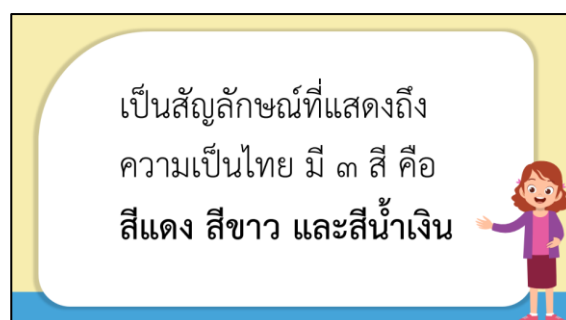 เป็นสัญลักษณ์ที่แสดงถึง
ความเป็นไทย มี ๓ สี คือ
สีแดง สีขาว และสีน้ำเงิน